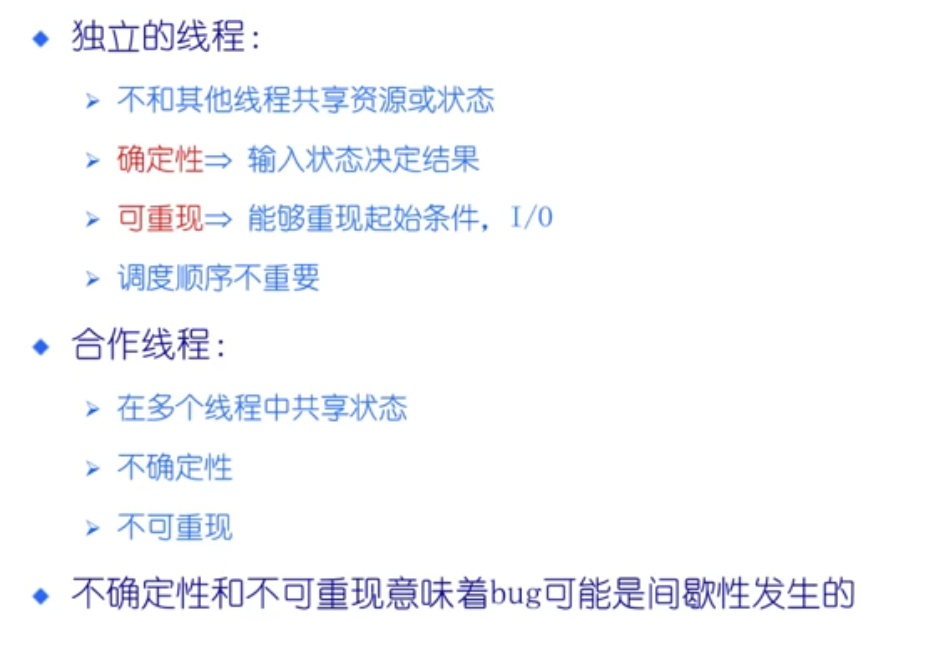 独立的线程：
不和其他线程共享资源或状态
确定性⇒ 输入状态决定结果
可重现⇒ 能够重现起始条件，I/O
调度顺序不重要
合作线程：
在多个线程中共享状态
不确定性
不可重现
不确定性和不可重现意味着bug可能是间歇性发生的